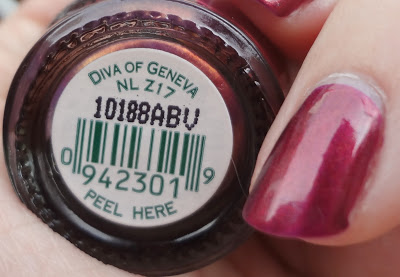 DIVA OF GENEVA
NL Z17
10188ABV
0 942301 9
PEEL HERE